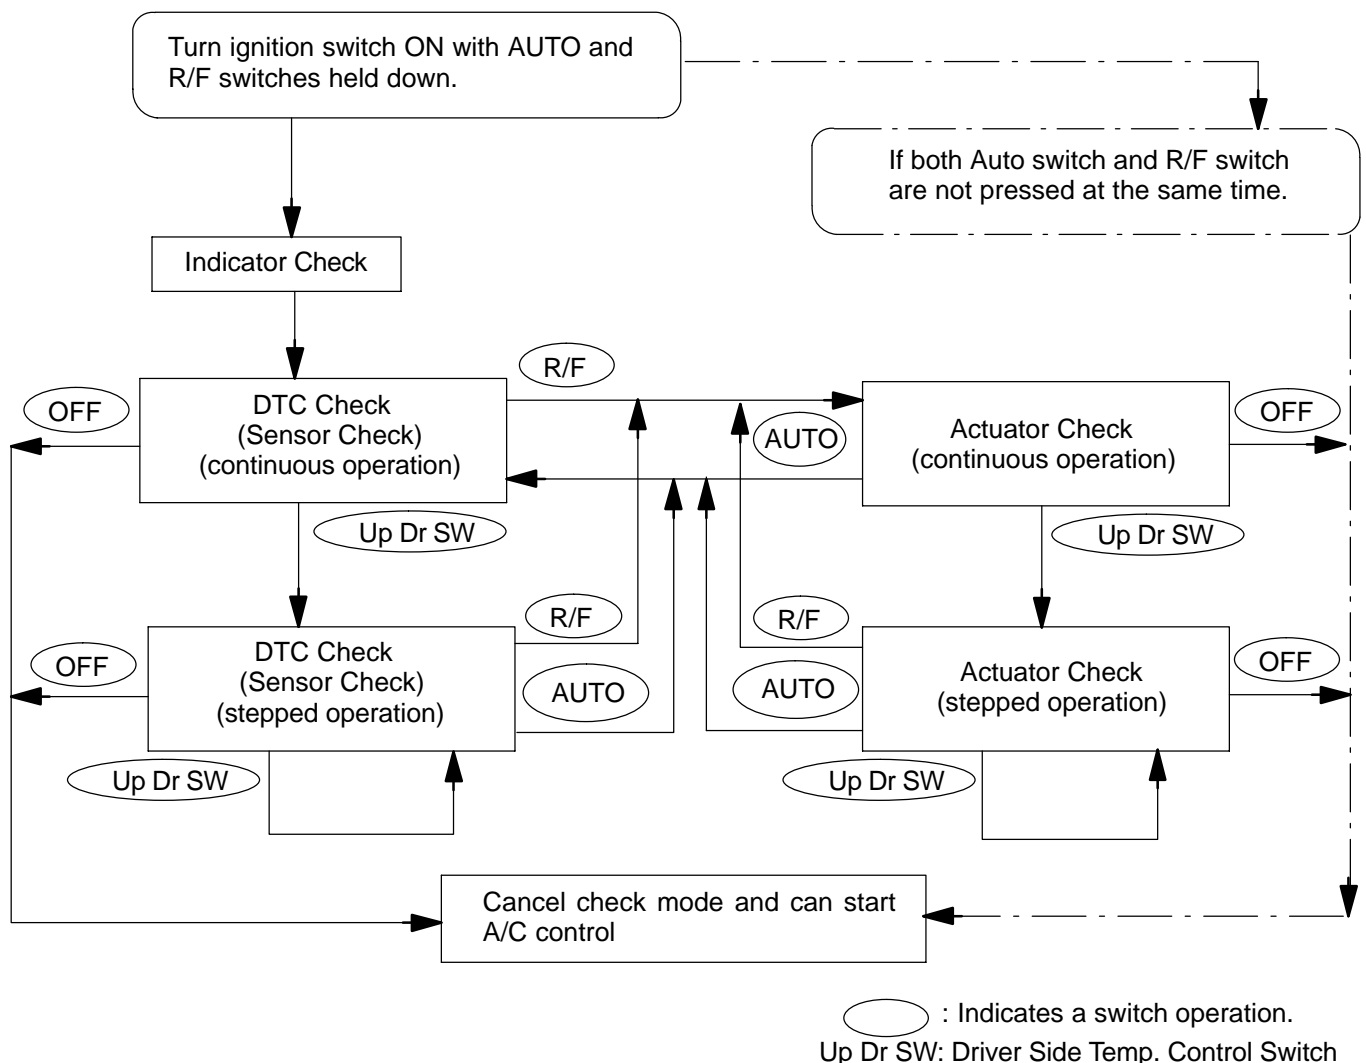 Turn ignition switch ON with AUTO and
R/F switches held down.
If both Auto switch and R/F switch
are not pressed at the same time.
Indicator Check
R/F
OFF
DTC Check
(Sensor Check)
(continuous operation)
AUTO
Actuator Check
(continuous operation)
OFF
Up Dr SW
Up Dr SW
R/F
R/F
OFF
DTC Check
(Sensor Check)
(stepped operation)
AUTO
AUTO
Actuator Check
(stepped operation)
OFF
Up Dr SW
Up Dr SW
Cancel check mode and can start
A/C control
: Indicates a switch operation.
Up Dr SW: Driver Side Temp. Control Switch